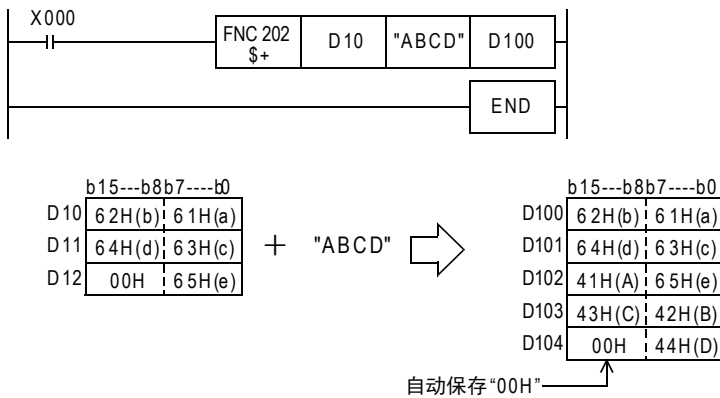 X000
FNC 202
$+
D10
"ABCD"
D100
END
b15---b8b7----b0
D10 62H(b) 61H(a)
D11 64H(d) 63H(c)
D12 00H 65H(e)
+
"ABCD"
b15---b8b7----b0
D100 62H(b) 61H(a)
D101 64H(d) 63H(c)
D102 41H(A) 65H(e)
D103 43H(C) 42H(B)
D104 00H 44H(D)
自动保存“00H”